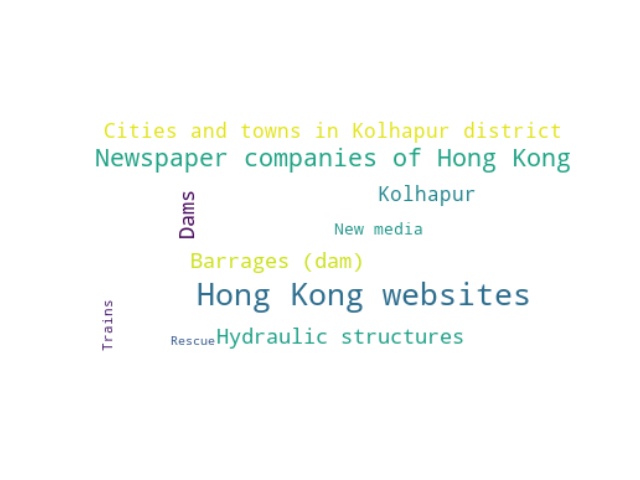 Cities and towns in Kolhapur district
Newspaper companies of Hong Kong
Dams
Kolhapur
New media
Barrages (dam)
Hong Kong websites
Trains
Rescue
Hydraulic structures